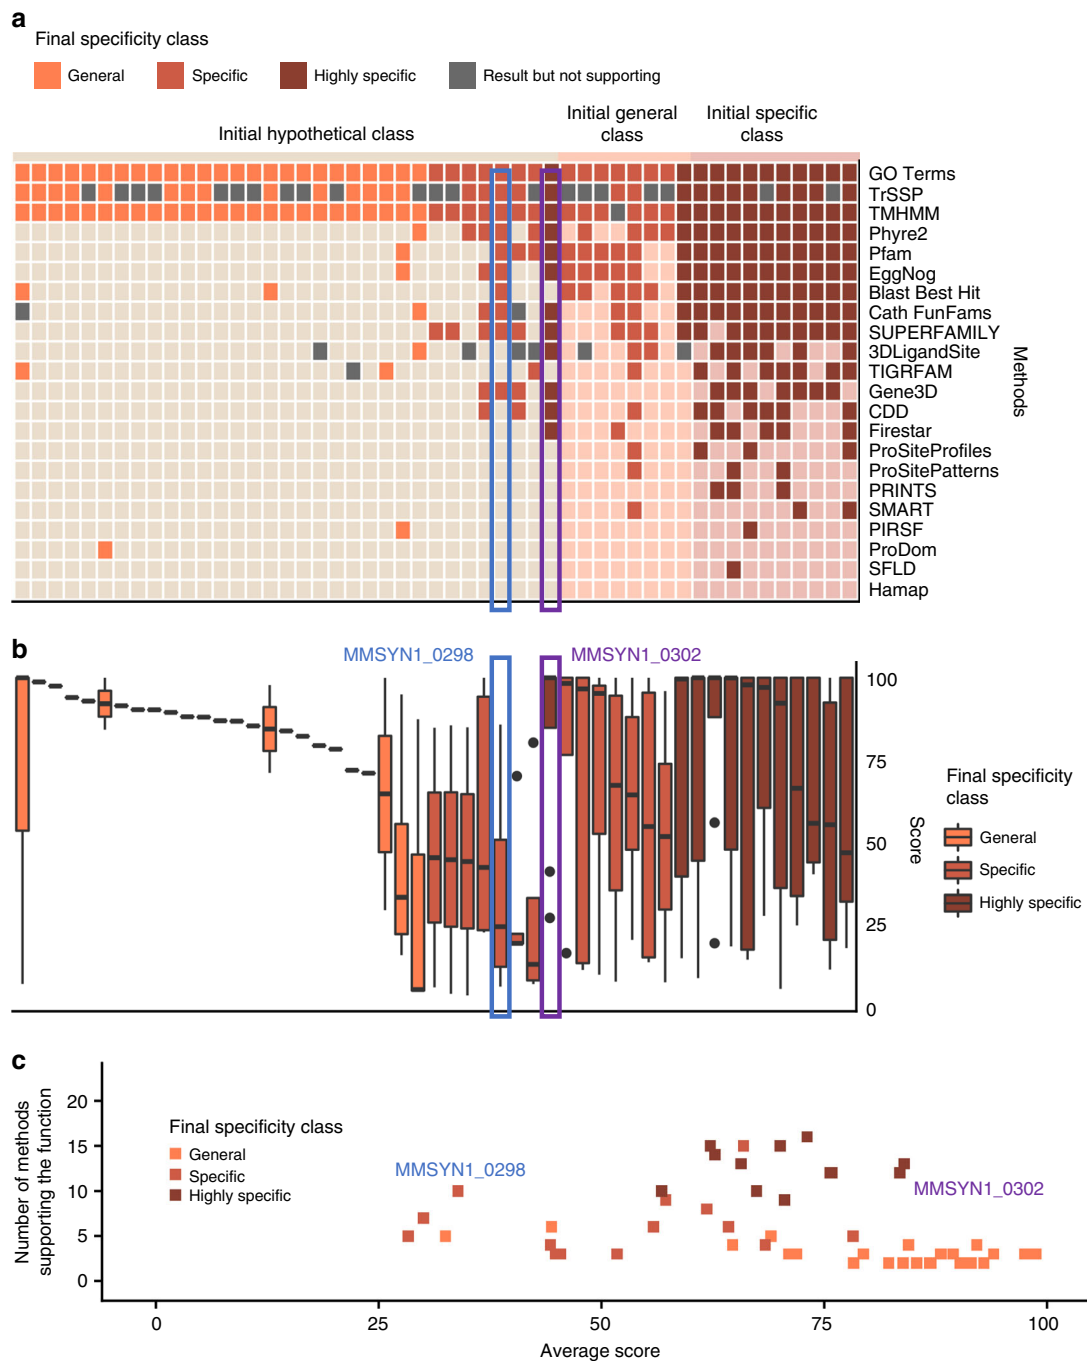 a
Final specificity class
General
Specific
Highly specific
Result but not supporting
Initial hypothetical class
Initial general class
Initial specific class
GO Terms
TrSSP
TMHMM
Phyre2
Pfam
EggNog
Blast Best Hit
Cath FunFams
SUPERFAMILY
3DLigandSite
TIGRFAM
Gene3D
CDD
Firestar
ProSiteProfiles
ProSitePatterns
PRINTS
SMART
PIRSF
ProDom
SFLD
Hamap
Methods
b
MMSYN1_0298
MMSYN1_0302
100
75
50
25
0
Score
Final specificity
class
General
Specific
Highly specific
c
Number of methods
supporting the function
20
15
10
5
0
Final specificity class
General
Specific
Highly specific
MMSYN1_0298
MMSYN1_0302
0
25
50
75
100
Average score